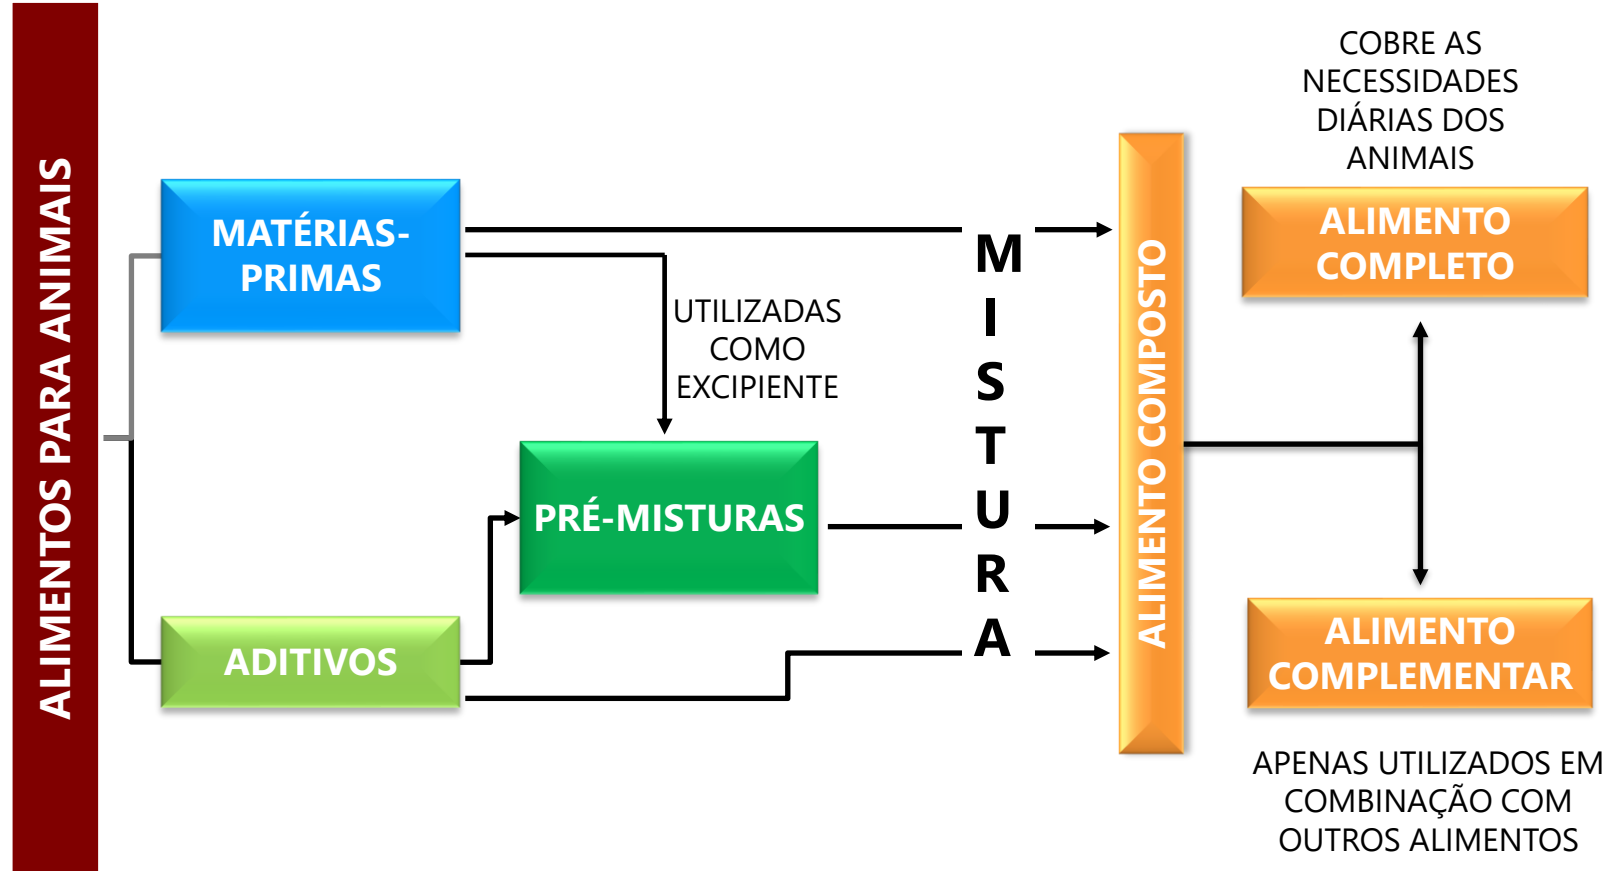 ALIMENTOS PARA ANIMAIS
MATÉRIAS-
PRIMAS
UTILIZADAS
COMO
EXCIPIENTE
PRÉ-MISTURAS
ADITIVOS
MISTURA
ALIMENTO COMPOSTO
COBRE AS
NECESSIDADES
DIÁRIAS DOS
ANIMAIS
ALIMENTO
COMPLETO
ALIMENTO
COMPLEMENTAR
APENAS UTILIZADOS EM
COMBINAÇÃO COM
OUTROS ALIMENTOS